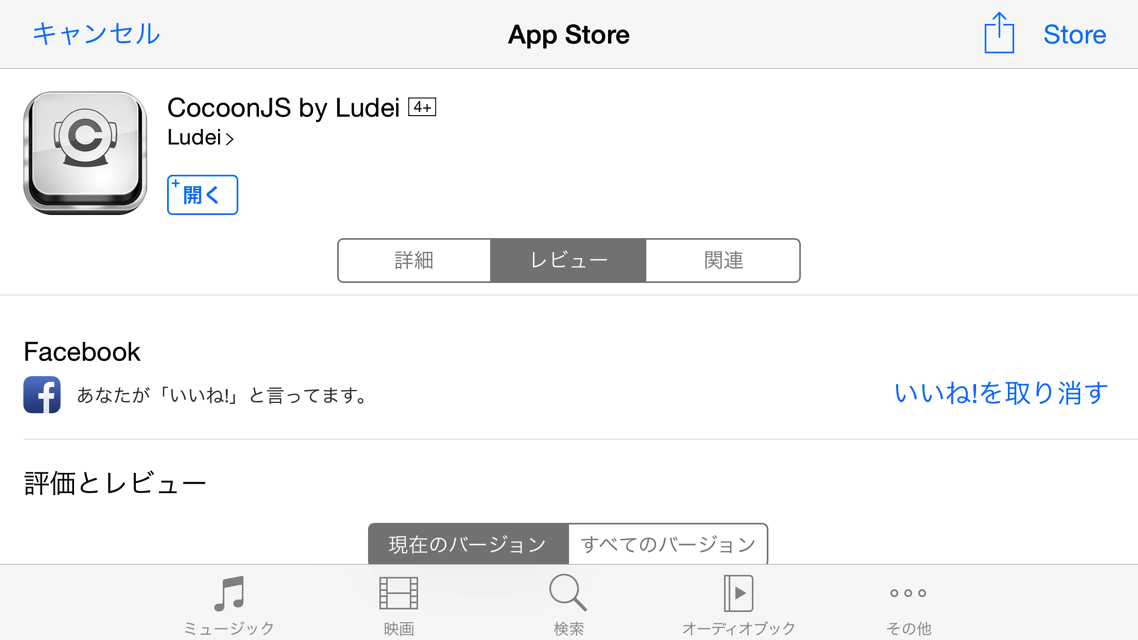 キャンセル App Store Store
CocoonJS by Ludei 4+
Ludei >
+開く
詳細 レビュー 関連
Facebook
あなたが「いいね!」と言ってます。 いいね!を取り消す
評価とレビュー
現在のバージョン すべてのバージョン
ミュージック 映画 検索 オーディオブック その他